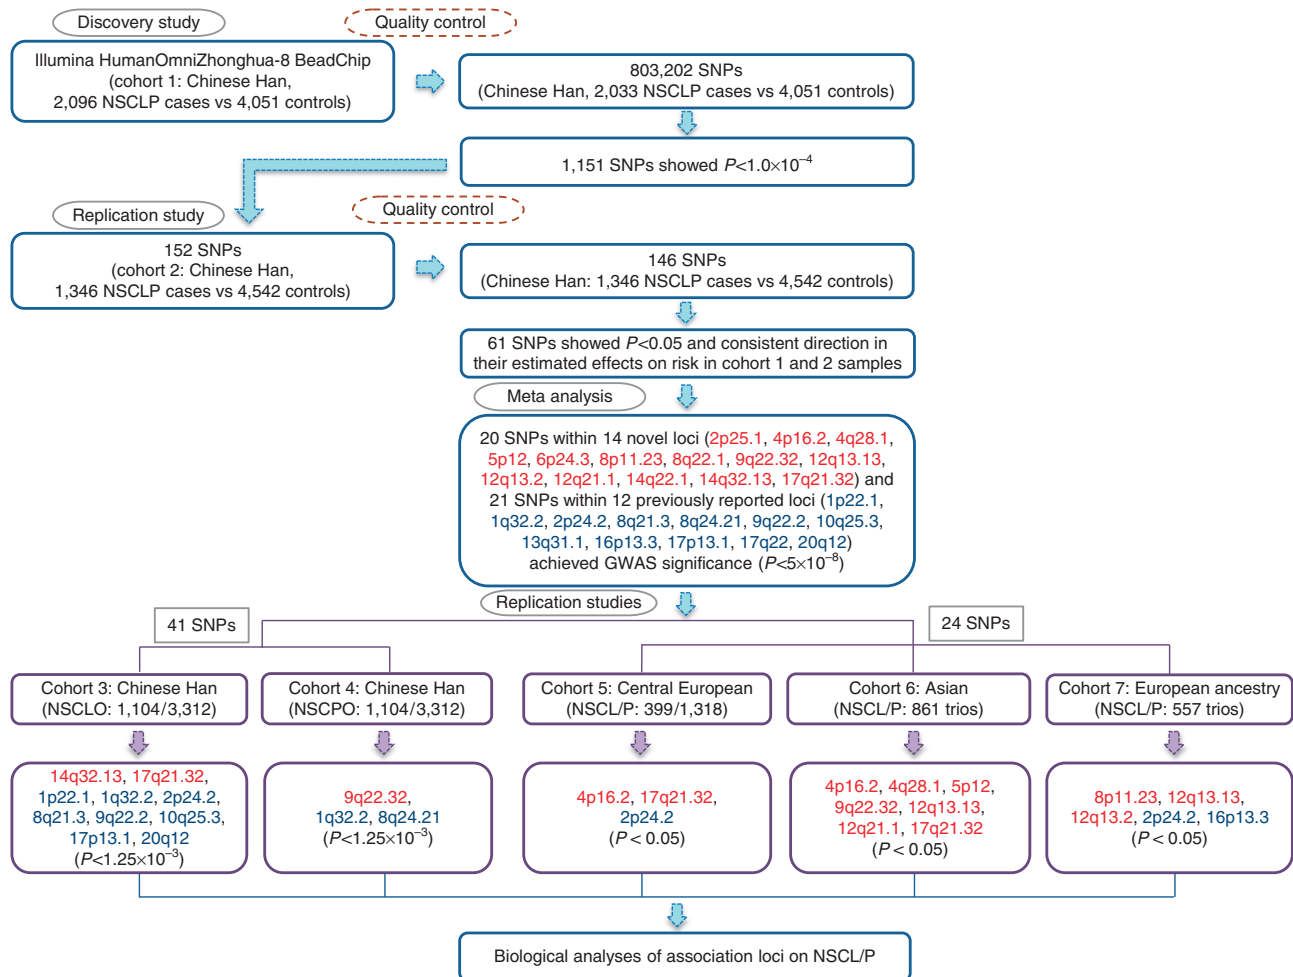 Discovery study
Quality control
Illumina HumanOmniZhonghua-8 BeadChip
(cohort 1: Chinese Han,
2,096 NSCLP cases vs 4,051 controls)
803,202 SNPs
(Chinese Han, 2,033 NSCLP cases vs 4,051 controls)
1,151 SNPs showed P<1.0×10⁻⁴
Replication study
Quality control
152 SNPs
(cohort 2: Chinese Han,
1,346 NSCLP cases vs 4,542 controls)
146 SNPs
(Chinese Han: 1,346 NSCLP cases vs 4,542 controls)
61 SNPs showed P<0.05 and consistent direction in
their estimated effects on risk in cohort 1 and 2 samples
Meta analysis
20 SNPs within 14 novel loci (2p25.1, 4p16.2, 4q28.1,
5p12, 6p24.3, 8p11.23, 8q22.1, 9q22.32, 12q13.13,
12q13.2, 12q21.1, 14q22.1, 14q32.13, 17q21.32) and
21 SNPs within 12 previously reported loci (1p22.1,
1q32.2, 2p24.2, 8q21.3, 8q24.21, 9q22.2, 10q25.3,
13q31.1, 16p13.3, 17p13.1, 17q22, 20q12)
achieved GWAS significance (P<5×10⁻⁸)
Replication studies
41 SNPs
24 SNPs
Cohort 3: Chinese Han
(NSCLO: 1,104/3,312)
Cohort 4: Chinese Han
(NSCPO: 1,104/3,312)
Cohort 5: Central European
(NSCL/P: 399/1,318)
Cohort 6: Asian
(NSCL/P: 861 trios)
Cohort 7: European ancestry
(NSCL/P: 557 trios)
14q32.13, 17q21.32,
1p22.1, 1q32.2, 2p24.2,
8q21.3, 9q22.2, 10q25.3,
17p13.1, 20q12
(P<1.25×10⁻³)
9q22.32,
1q32.2, 8q24.21
(P<1.25×10⁻³)
4p16.2, 17q21.32,
2p24.2
(P < 0.05)
4p16.2, 4q28.1, 5p12,
9q22.32, 12q13.13,
12q21.1, 17q21.32
(P < 0.05)
8p11.23, 12q13.13,
12q13.2, 2p24.2, 16p13.3
(P < 0.05)
Biological analyses of association loci on NSCL/P